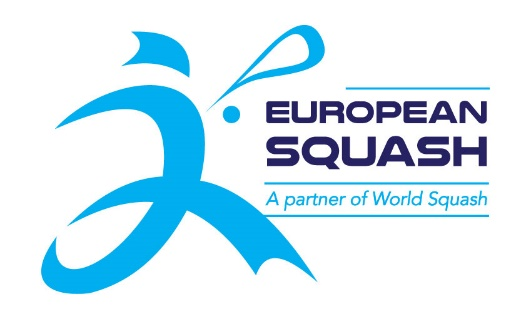 EUROPEAN
SQUASH
A partner of World Squash